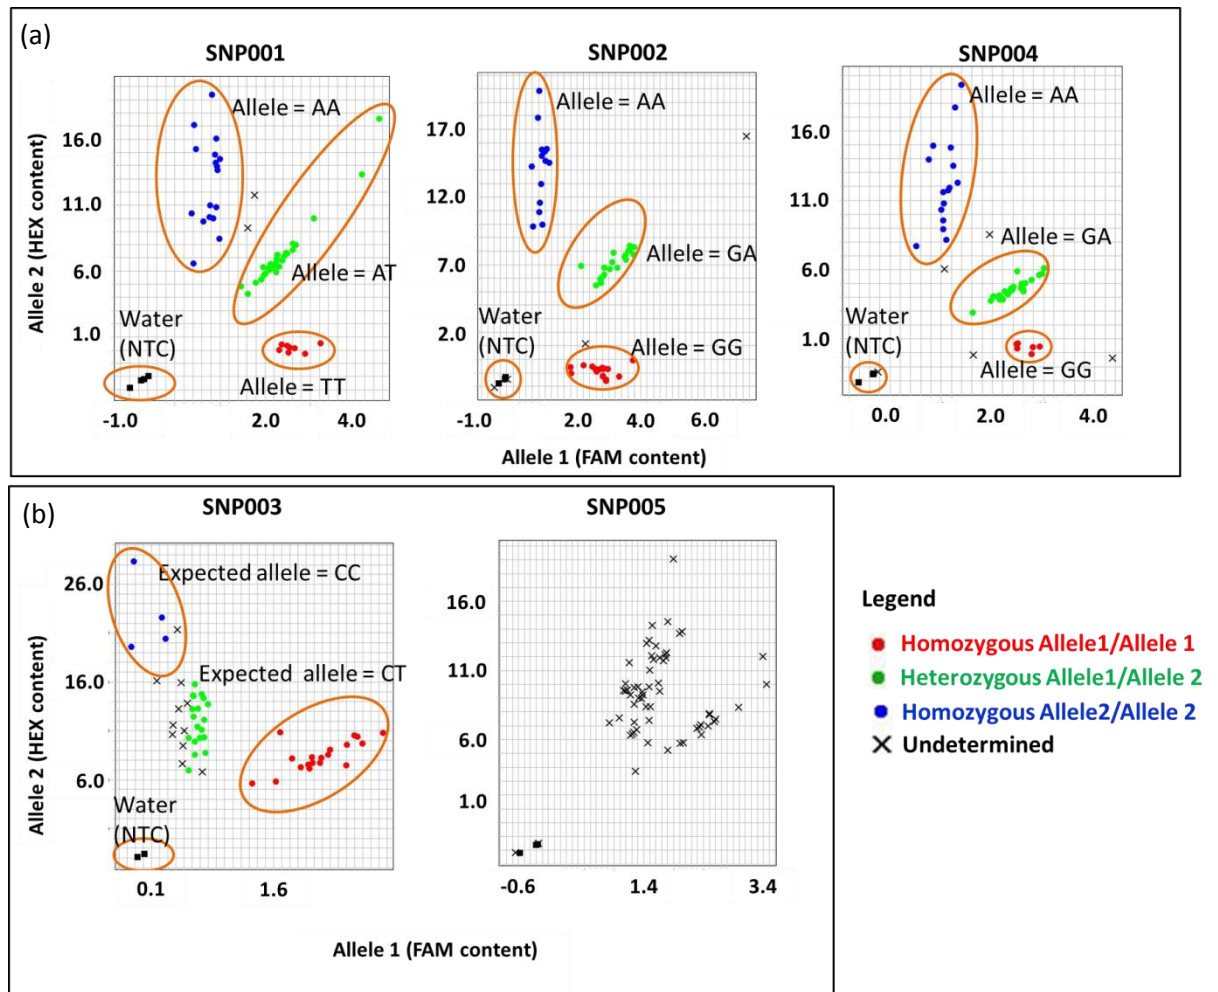 (a)
SNP001
SNP002
SNP004
Allele 2 (HEX content)
16.0
11.0
6.0
1.0
Allele = AA
Allele = AT
Water
(NTC)
Allele = TT
-1.0
2.0
4.0
17.0
12.0
7.0
2.0
Allele = AA
Allele = GA
Water
(NTC)
Allele = GG
-1.0
2.0
4.0
6.0
16.0
11.0
6.0
1.0
Allele = AA
Allele = GA
Water
(NTC)
Allele = GG
0.0
2.0
4.0
Allele 1 (FAM content)
(b)
SNP003
SNP005
Allele 2 (HEX content)
26.0
16.0
6.0
Expected allele = CC
Expected allele = CT
Water
(NTC)
0.1
1.6
16.0
11.0
6.0
1.0
-0.6
1.4
3.4
Allele 1 (FAM content)
Legend
Homozygous Allele1/Allele 1
Heterozygous Allele1/Allele 2
Homozygous Allele2/Allele 2
Undetermined